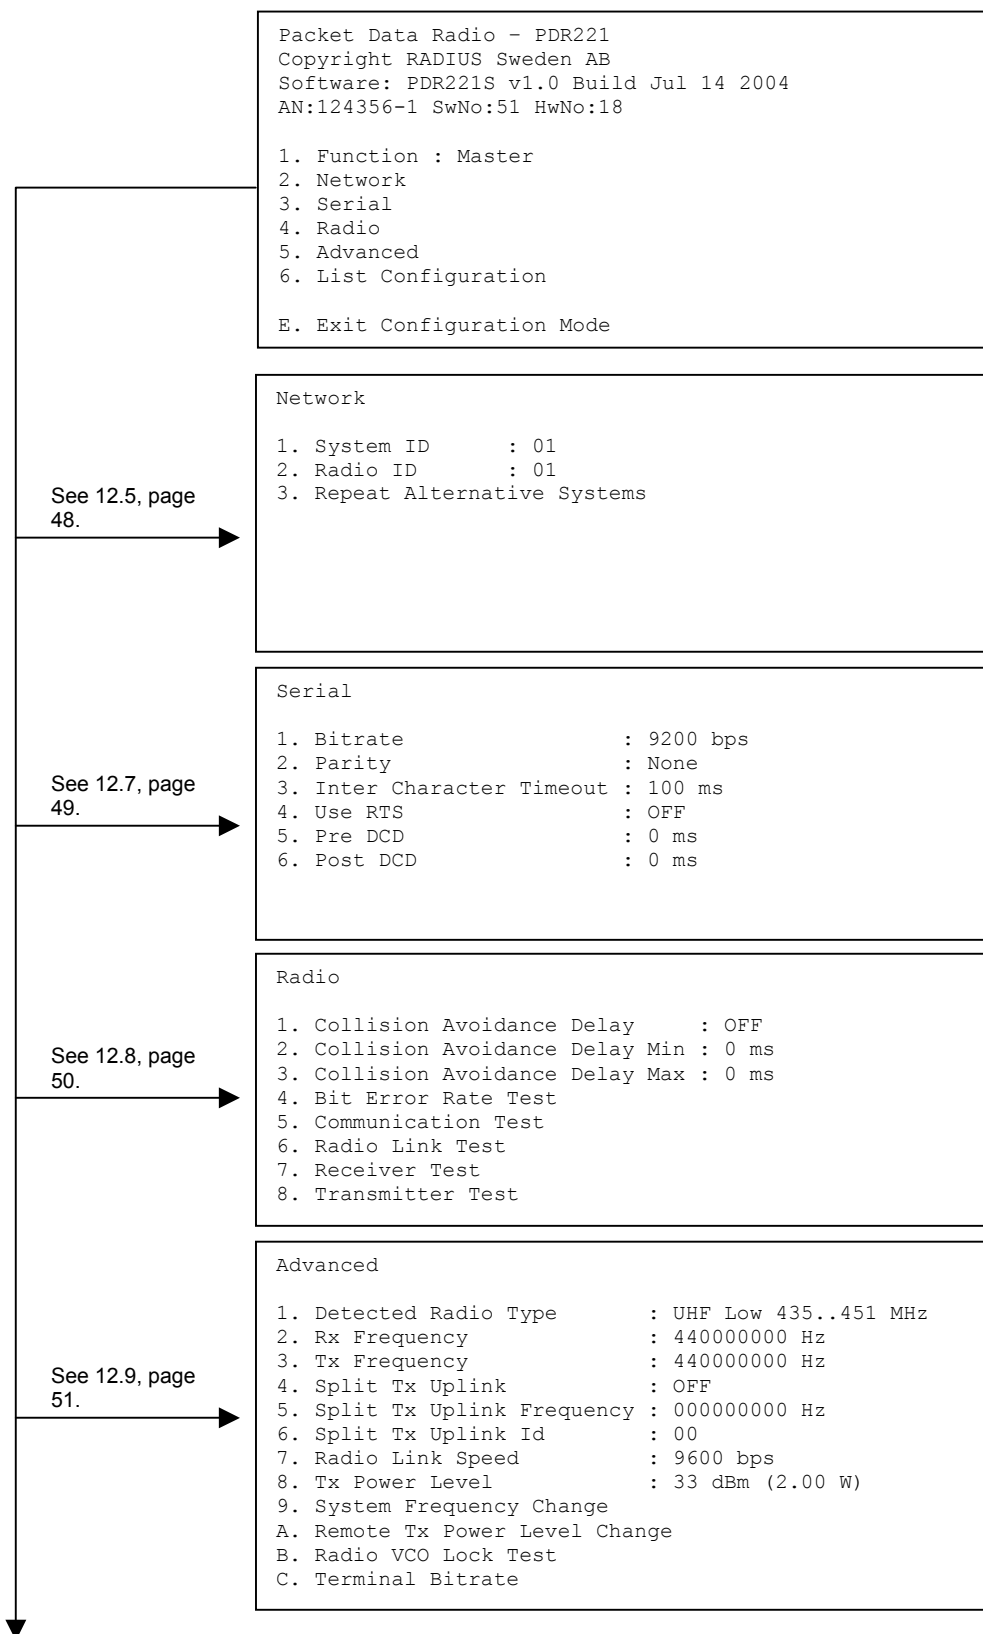 Packet Data Radio – PDR221
Copyright RADIUS Sweden AB
Software: PDR221S v1.0 Build Jul 14 2004
AN:124356-1 SwNo:51 HwNo:18
1. Function : Master
2. Network
3. Serial
4. Radio
5. Advanced
6. List Configuration
E. Exit Configuration Mode
See 12.5, page
48.
Network
1. System ID : 01
2. Radio ID : 01
3. Repeat Alternative Systems
See 12.7, page
49.
Serial
1. Bitrate : 9200 bps
2. Parity : None
3. Inter Character Timeout : 100 ms
4. Use RTS : OFF
5. Pre DCD : 0 ms
6. Post DCD : 0 ms
See 12.8, page
50.
Radio
1. Collision Avoidance Delay : OFF
2. Collision Avoidance Delay Min : 0 ms
3. Collision Avoidance Delay Max : 0 ms
4. Bit Error Rate Test
5. Communication Test
6. Radio Link Test
7. Receiver Test
8. Transmitter Test
See 12.9, page
51.
Advanced
1. Detected Radio Type : UHF Low 435..451 MHz
2. Rx Frequency : 440000000 Hz
3. Tx Frequency : 440000000 Hz
4. Split Tx Uplink : OFF
5. Split Tx Uplink Frequency : 000000000 Hz
6. Split Tx Uplink Id : 00
7. Radio Link Speed : 9600 bps
8. Tx Power Level : 33 dBm (2.00 W)
9. System Frequency Change
A. Remote Tx Power Level Change
B. Radio VCO Lock Test
C. Terminal Bitrate